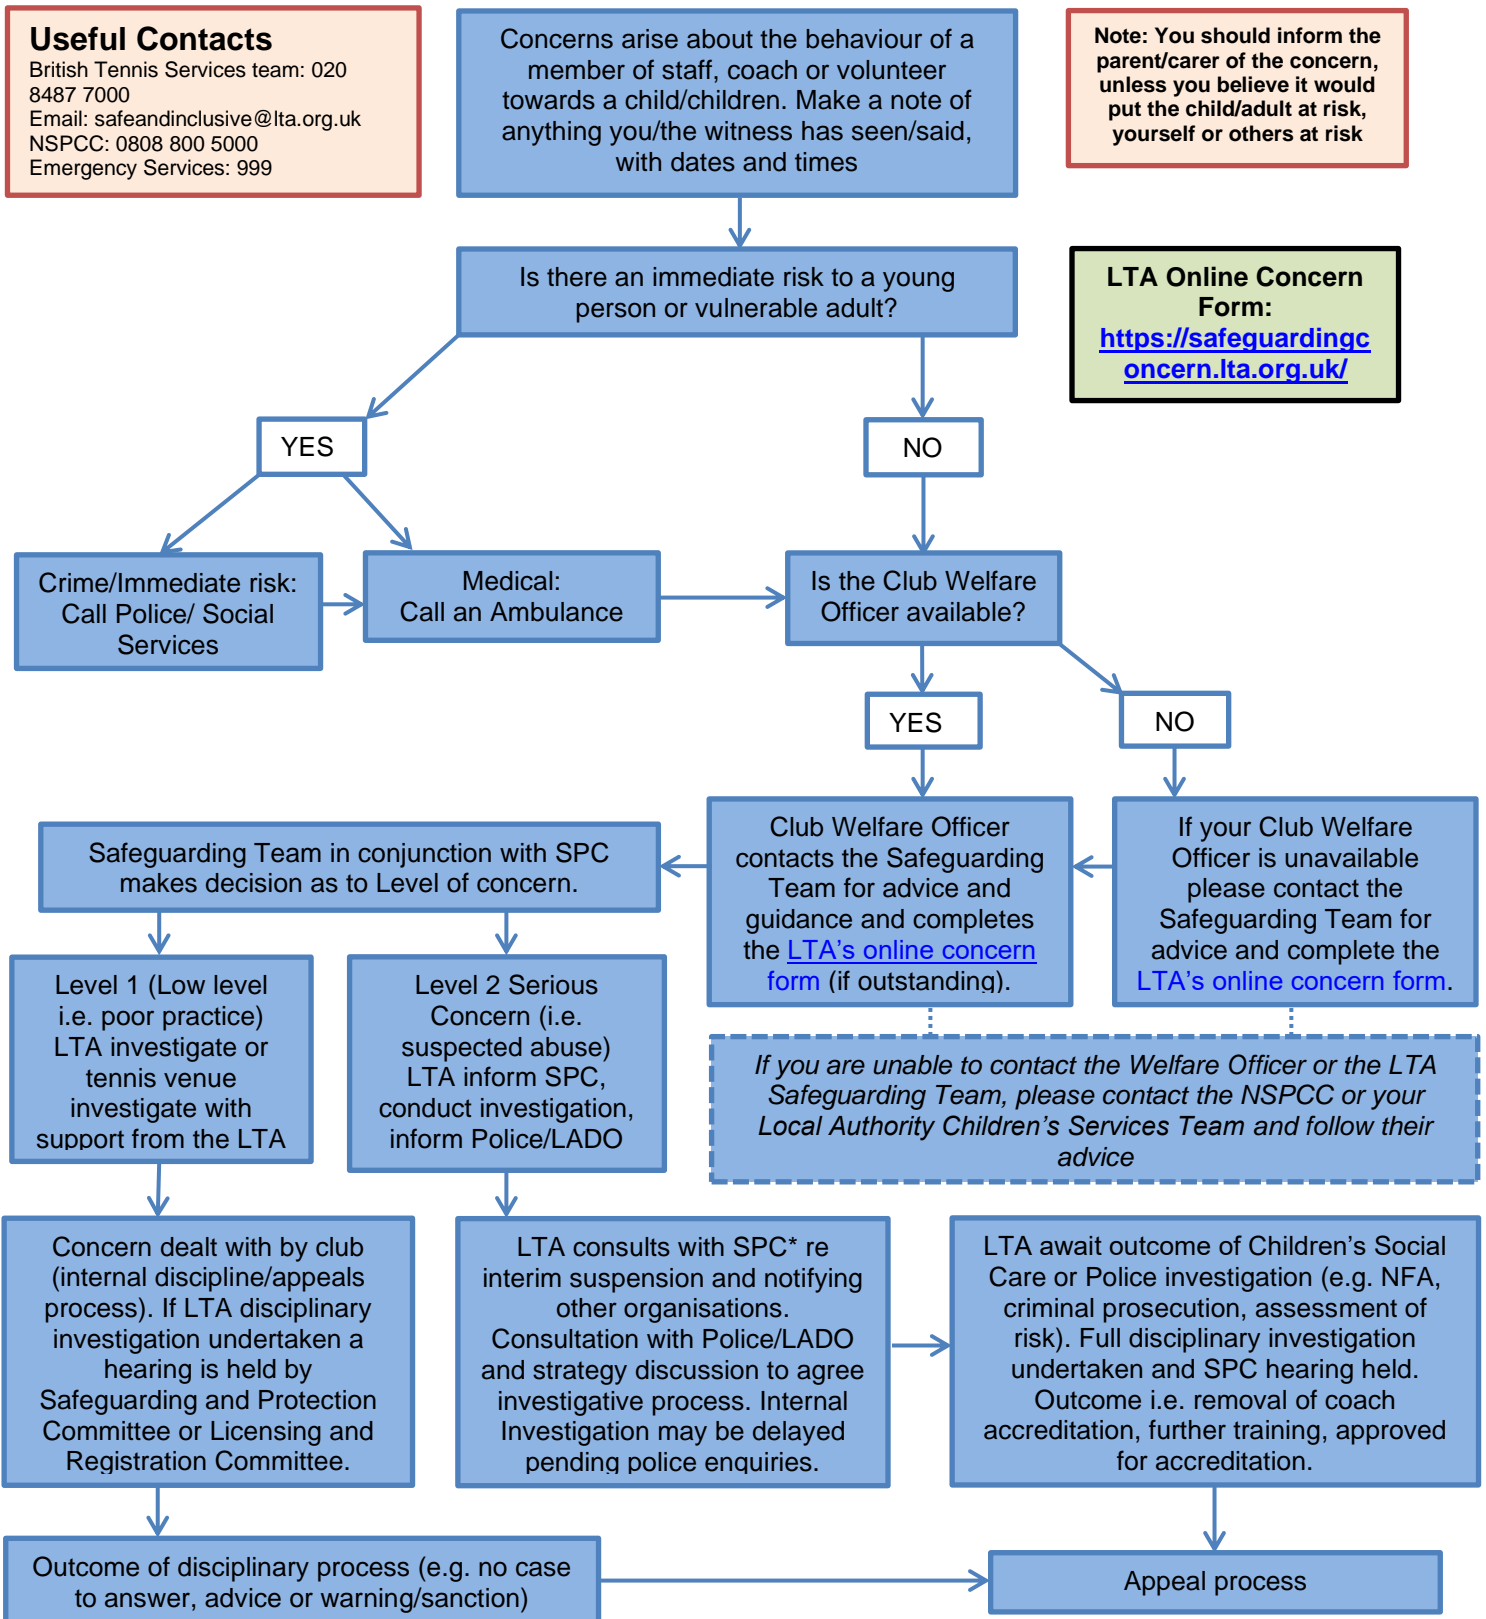 Useful Contacts
British Tennis Services team: 020
8487 7000
Email: safeandinclusive@lta.org.uk
NSPCC: 0808 800 5000
Emergency Services: 999
Concerns arise about the behaviour of a
member of staff, coach or volunteer
towards a child/children. Make a note of
anything you/the witness has seen/said,
with dates and times
Note: You should inform the
parent/carer of the concern,
unless you believe it would
put the child/adult at risk,
yourself or others at risk
Is there an immediate risk to a young
person or vulnerable adult?
LTA Online Concern
Form:
https://safeguardingc
oncern.lta.org.uk/
YES
NO
Crime/Immediate risk:
Call Police/ Social
Services
Medical:
Call an Ambulance
Is the Club Welfare
Officer available?
YES
NO
Safeguarding Team in conjunction with SPC
makes decision as to Level of concern.
Club Welfare Officer
contacts the Safeguarding
Team for advice and
guidance and completes
the LTA's online concern
form (if outstanding).
If your Club Welfare
Officer is unavailable
please contact the
Safeguarding Team for
advice and complete the
LTA's online concern form.
Level 1 (Low level
i.e. poor practice)
LTA investigate or
tennis venue
investigate with
support from the LTA
Level 2 Serious
Concern (i.e.
suspected abuse)
LTA inform SPC,
conduct investigation,
inform Police/LADO
If you are unable to contact the Welfare Officer or the LTA
Safeguarding Team, please contact the NSPCC or your
Local Authority Children's Services Team and follow their
advice
Concern dealt with by club
(internal discipline/appeals
process). If LTA disciplinary
investigation undertaken a
hearing is held by
Safeguarding and Protection
Committee or Licensing and
Registration Committee.
LTA consults with SPC* re
interim suspension and notifying
other organisations.
Consultation with Police/LADO
and strategy discussion to agree
investigative process. Internal
Investigation may be delayed
pending police enquiries.
LTA await outcome of Children's Social
Care or Police investigation (e.g. NFA,
criminal prosecution, assessment of
risk). Full disciplinary investigation
undertaken and SPC hearing held.
Outcome i.e. removal of coach
accreditation, further training, approved
for accreditation.
Outcome of disciplinary process (e.g. no case
to answer, advice or warning/sanction)
Appeal process